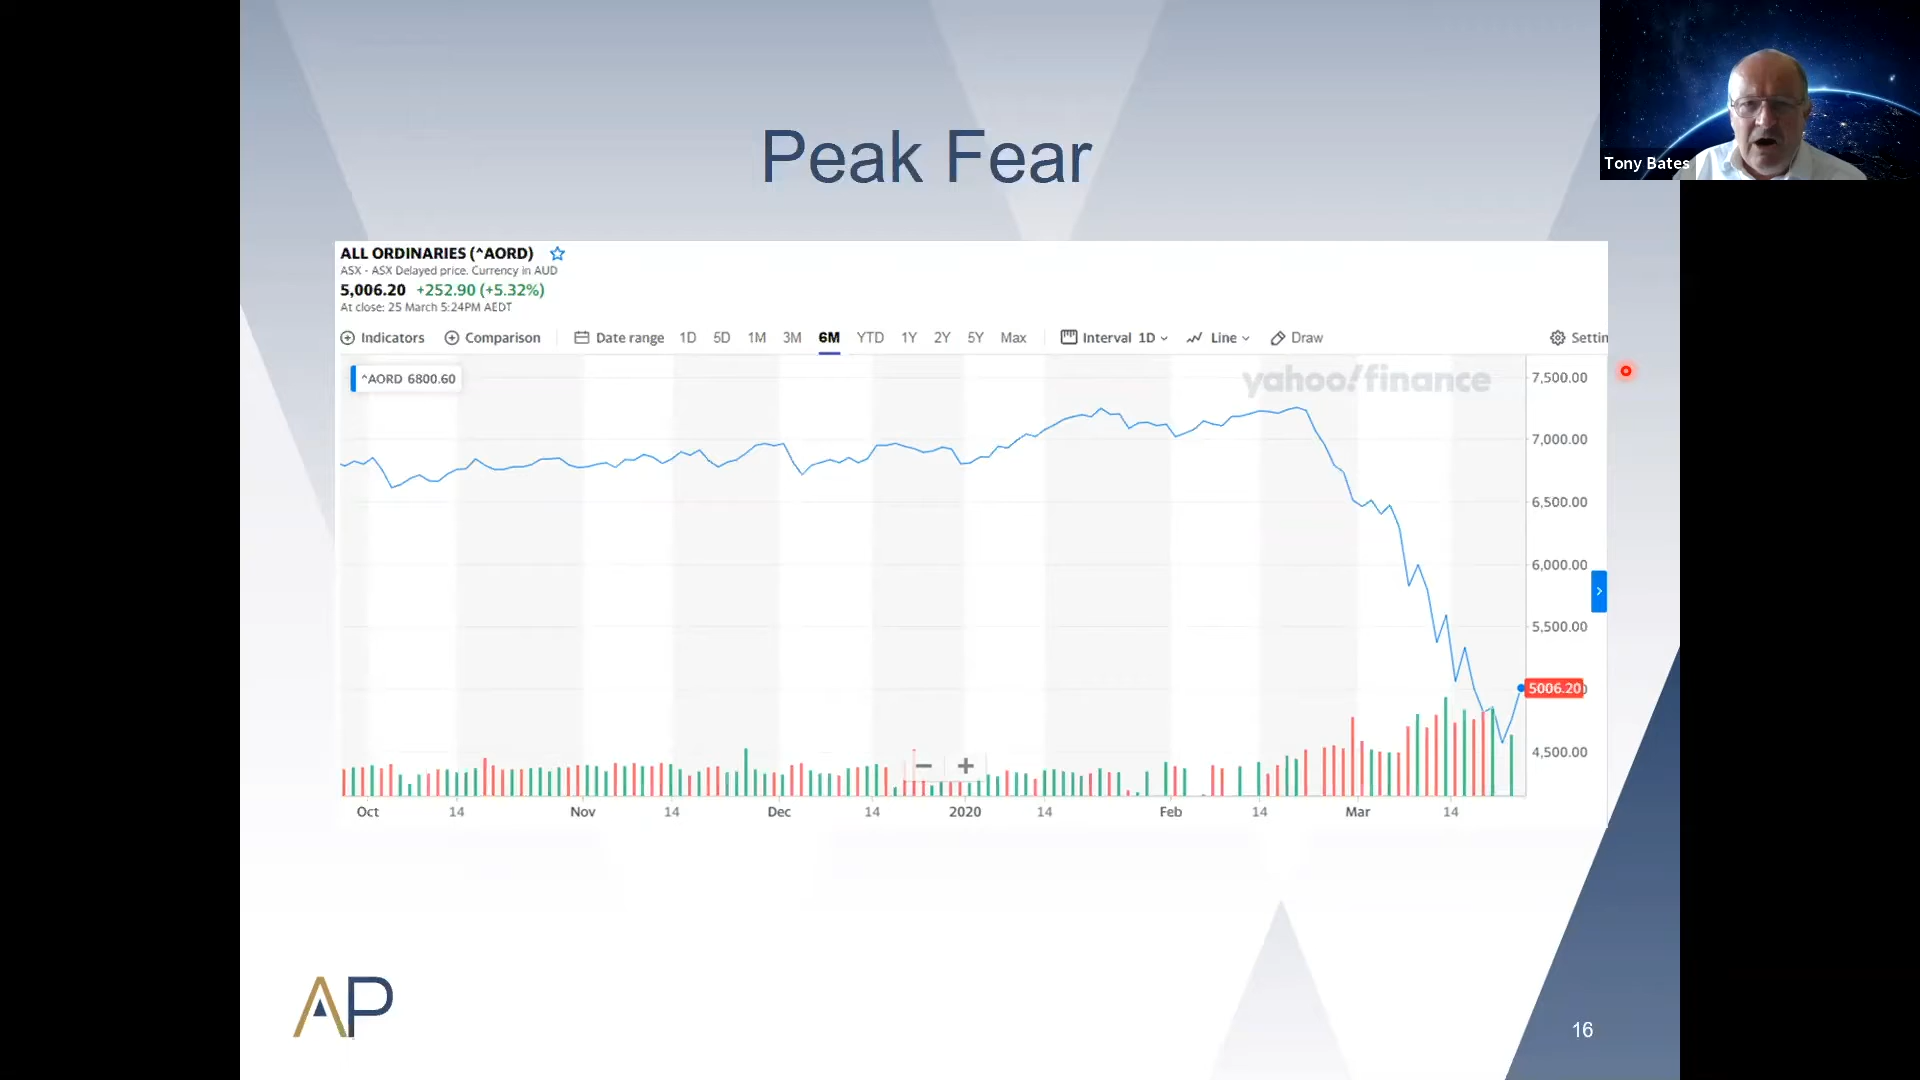 Peak Fear
Tony Bates
ALL ORDINARIES (^AORD)
ASX - ASX Delayed price. Currency in AUD
5,006.20 +252.90 (+5.32%)
At close: 25 March 5:24PM AEDT
Indicators Comparison Date range 1D 5D 1M 3M 6M YTD 1Y 2Y 5Y Max Interval 1D Line Draw Settin
^AORD 6800.60
yahoo!finance
7,500.00
7,000.00
6,500.00
6,000.00
5,500.00
5006.20
4,500.00
Oct 14 Nov 14 Dec 14 2020 14 Feb 14 Mar 14
AP
16